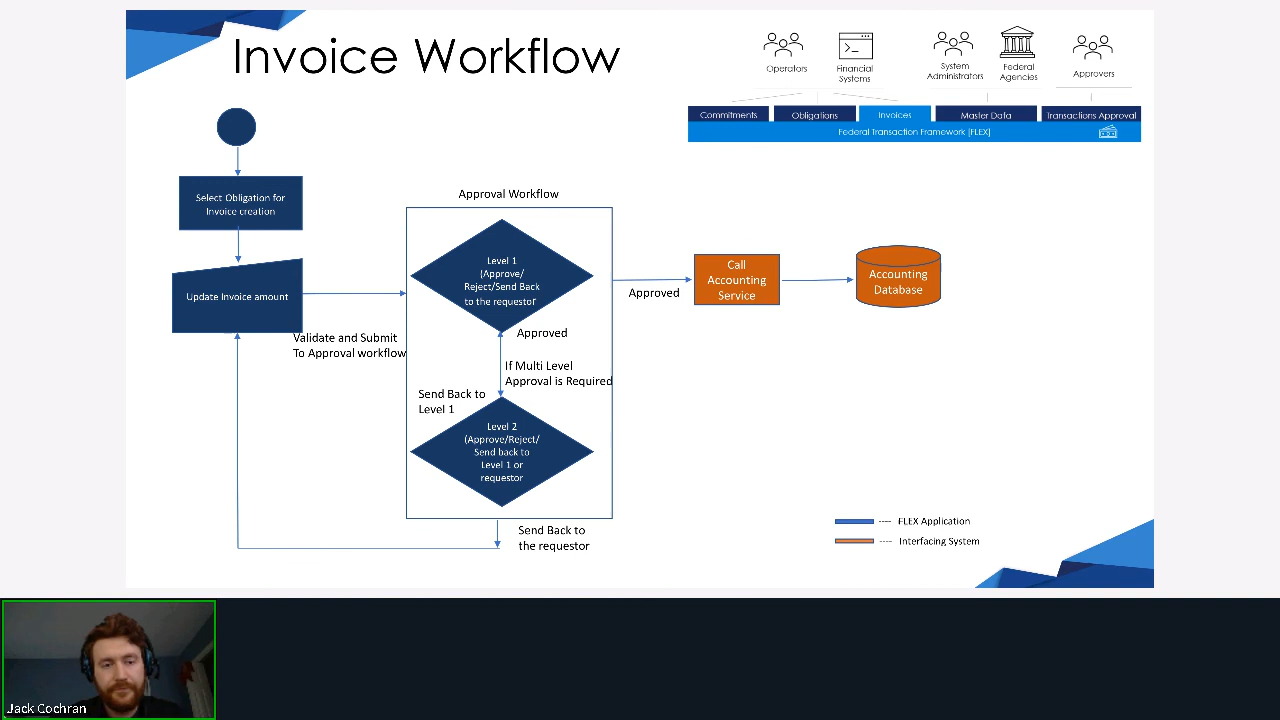 Invoice Workflow
Operators
Financial
Systems
System
Administrators
Federal
Agencies
Approvers
Commitments
Obligations
Invoices
Master Data
Transactions Approval
Federal Transaction Framework [FLEX]
Select Obligation for
Invoice creation
Update Invoice amount
Validate and Submit
To Approval workflow
Approval Workflow
Level 1
(Approve/
Reject/Send Back
to the requestor
Approved
If Multi Level
Approval is Required
Send Back to
Level 1
Level 2
(Approve/Reject/
Send back to
Level 1 or
requestor
Send Back to
the requestor
Approved
Call
Accounting
Service
Accounting
Database
---- FLEX Application
---- Interfacing System
Jack Cochran